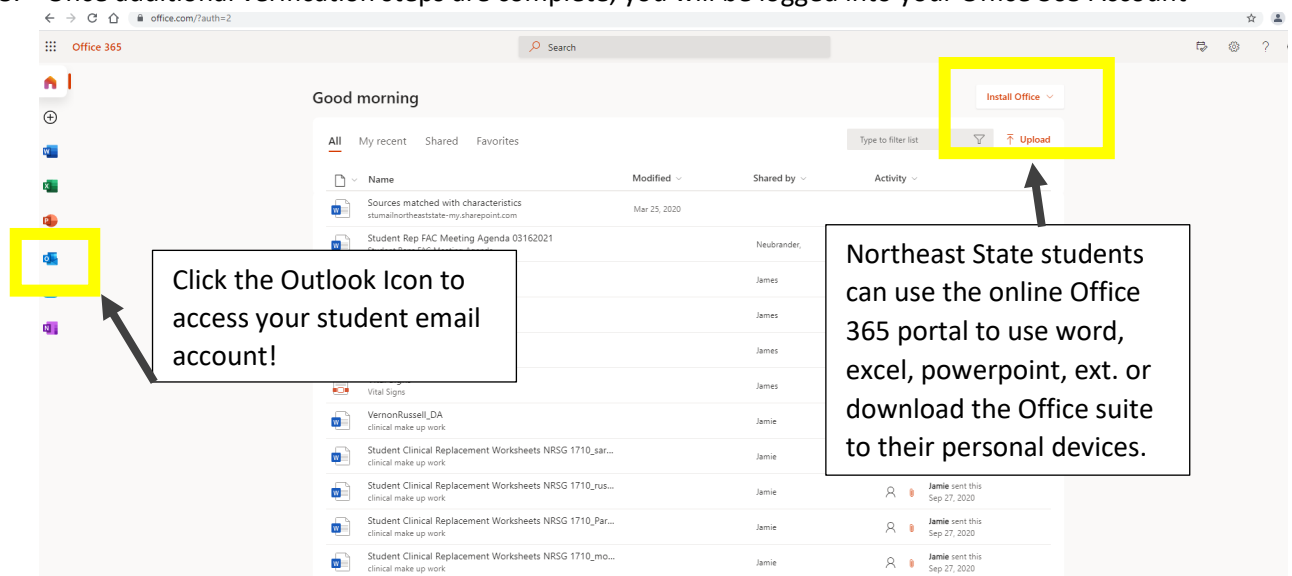 Once additional verification steps are complete, you will be logged into your Office 365 Account
office.com/?auth=2
Office 365
Search
Good morning
Install Office
All My recent Shared Favorites
Type to filter list
Upload
Name Modified Shared by Activity
Sources matched with characteristics
stumailnortheaststate-my.sharepoint.com
Mar 25, 2020
Student Rep FAC Meeting Agenda 03162021
Neubrander,
Click the Outlook Icon to
access your student email
account!
Northeast State students
can use the online Office
365 portal to use word,
excel, powerpoint, ext. or
download the Office suite
to their personal devices.
James
James
James
Vital Signs
James
VernonRussell_DA
clinical make up work
Jamie
Student Clinical Replacement Worksheets NRSG 1710_sar...
clinical make up work
Jamie
Student Clinical Replacement Worksheets NRSG 1710_rus...
clinical make up work
Jamie
Jamie sent this
Sep 27, 2020
Student Clinical Replacement Worksheets NRSG 1710_Par...
clinical make up work
Jamie
Jamie sent this
Sep 27, 2020
Student Clinical Replacement Worksheets NRSG 1710_mo...
clinical make up work
Jamie
Jamie sent this
Sep 27, 2020